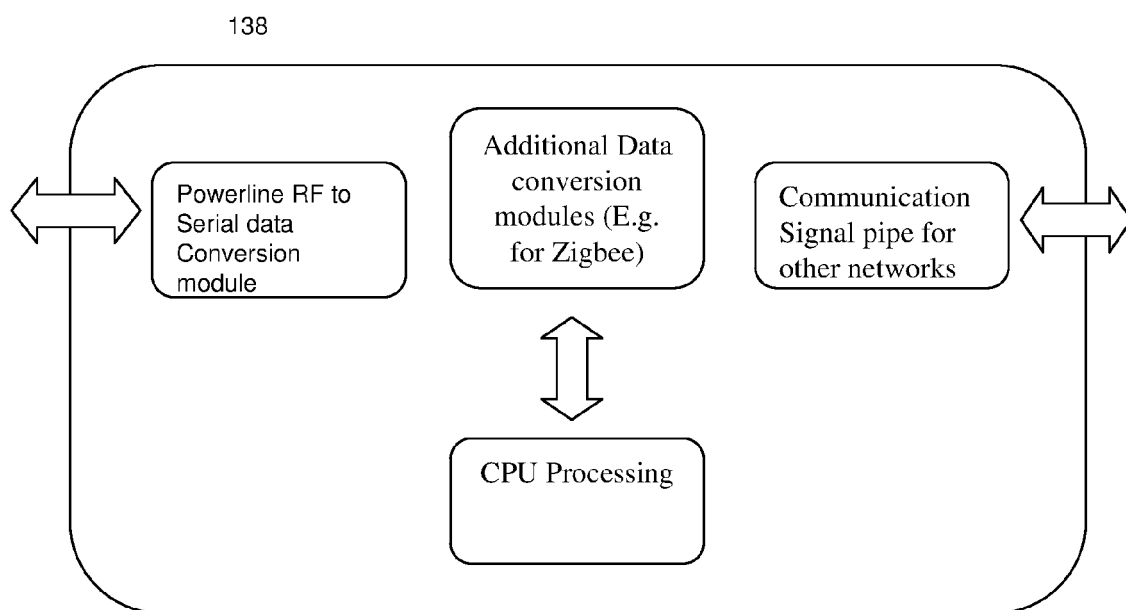 138
Powerline RF to
Serial data
Conversion
module
Additional Data
conversion
modules (E.g.
for Zigbee)
Communication
Signal pipe for
other networks
CPU Processing